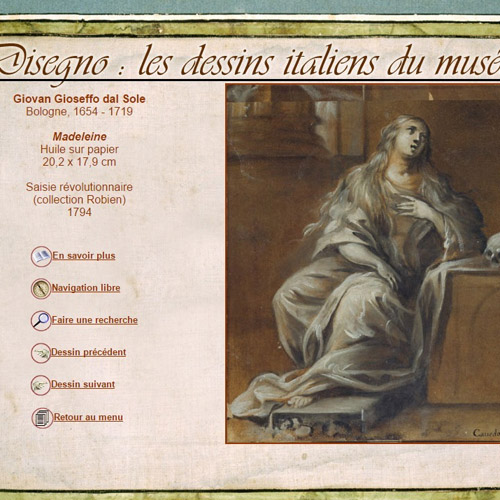 Disegno : les dessins italiens du musé
Giovan Gioseffo dal Sole
Bologne, 1654 - 1719
Madeleine
Huile sur papier
20,2 x 17,9 cm
Saisie révolutionnaire
(collection Robien)
1794
En savoir plus
Navigation libre
Faire une recherche
Dessin précédent
Dessin suivant
Retour au menu